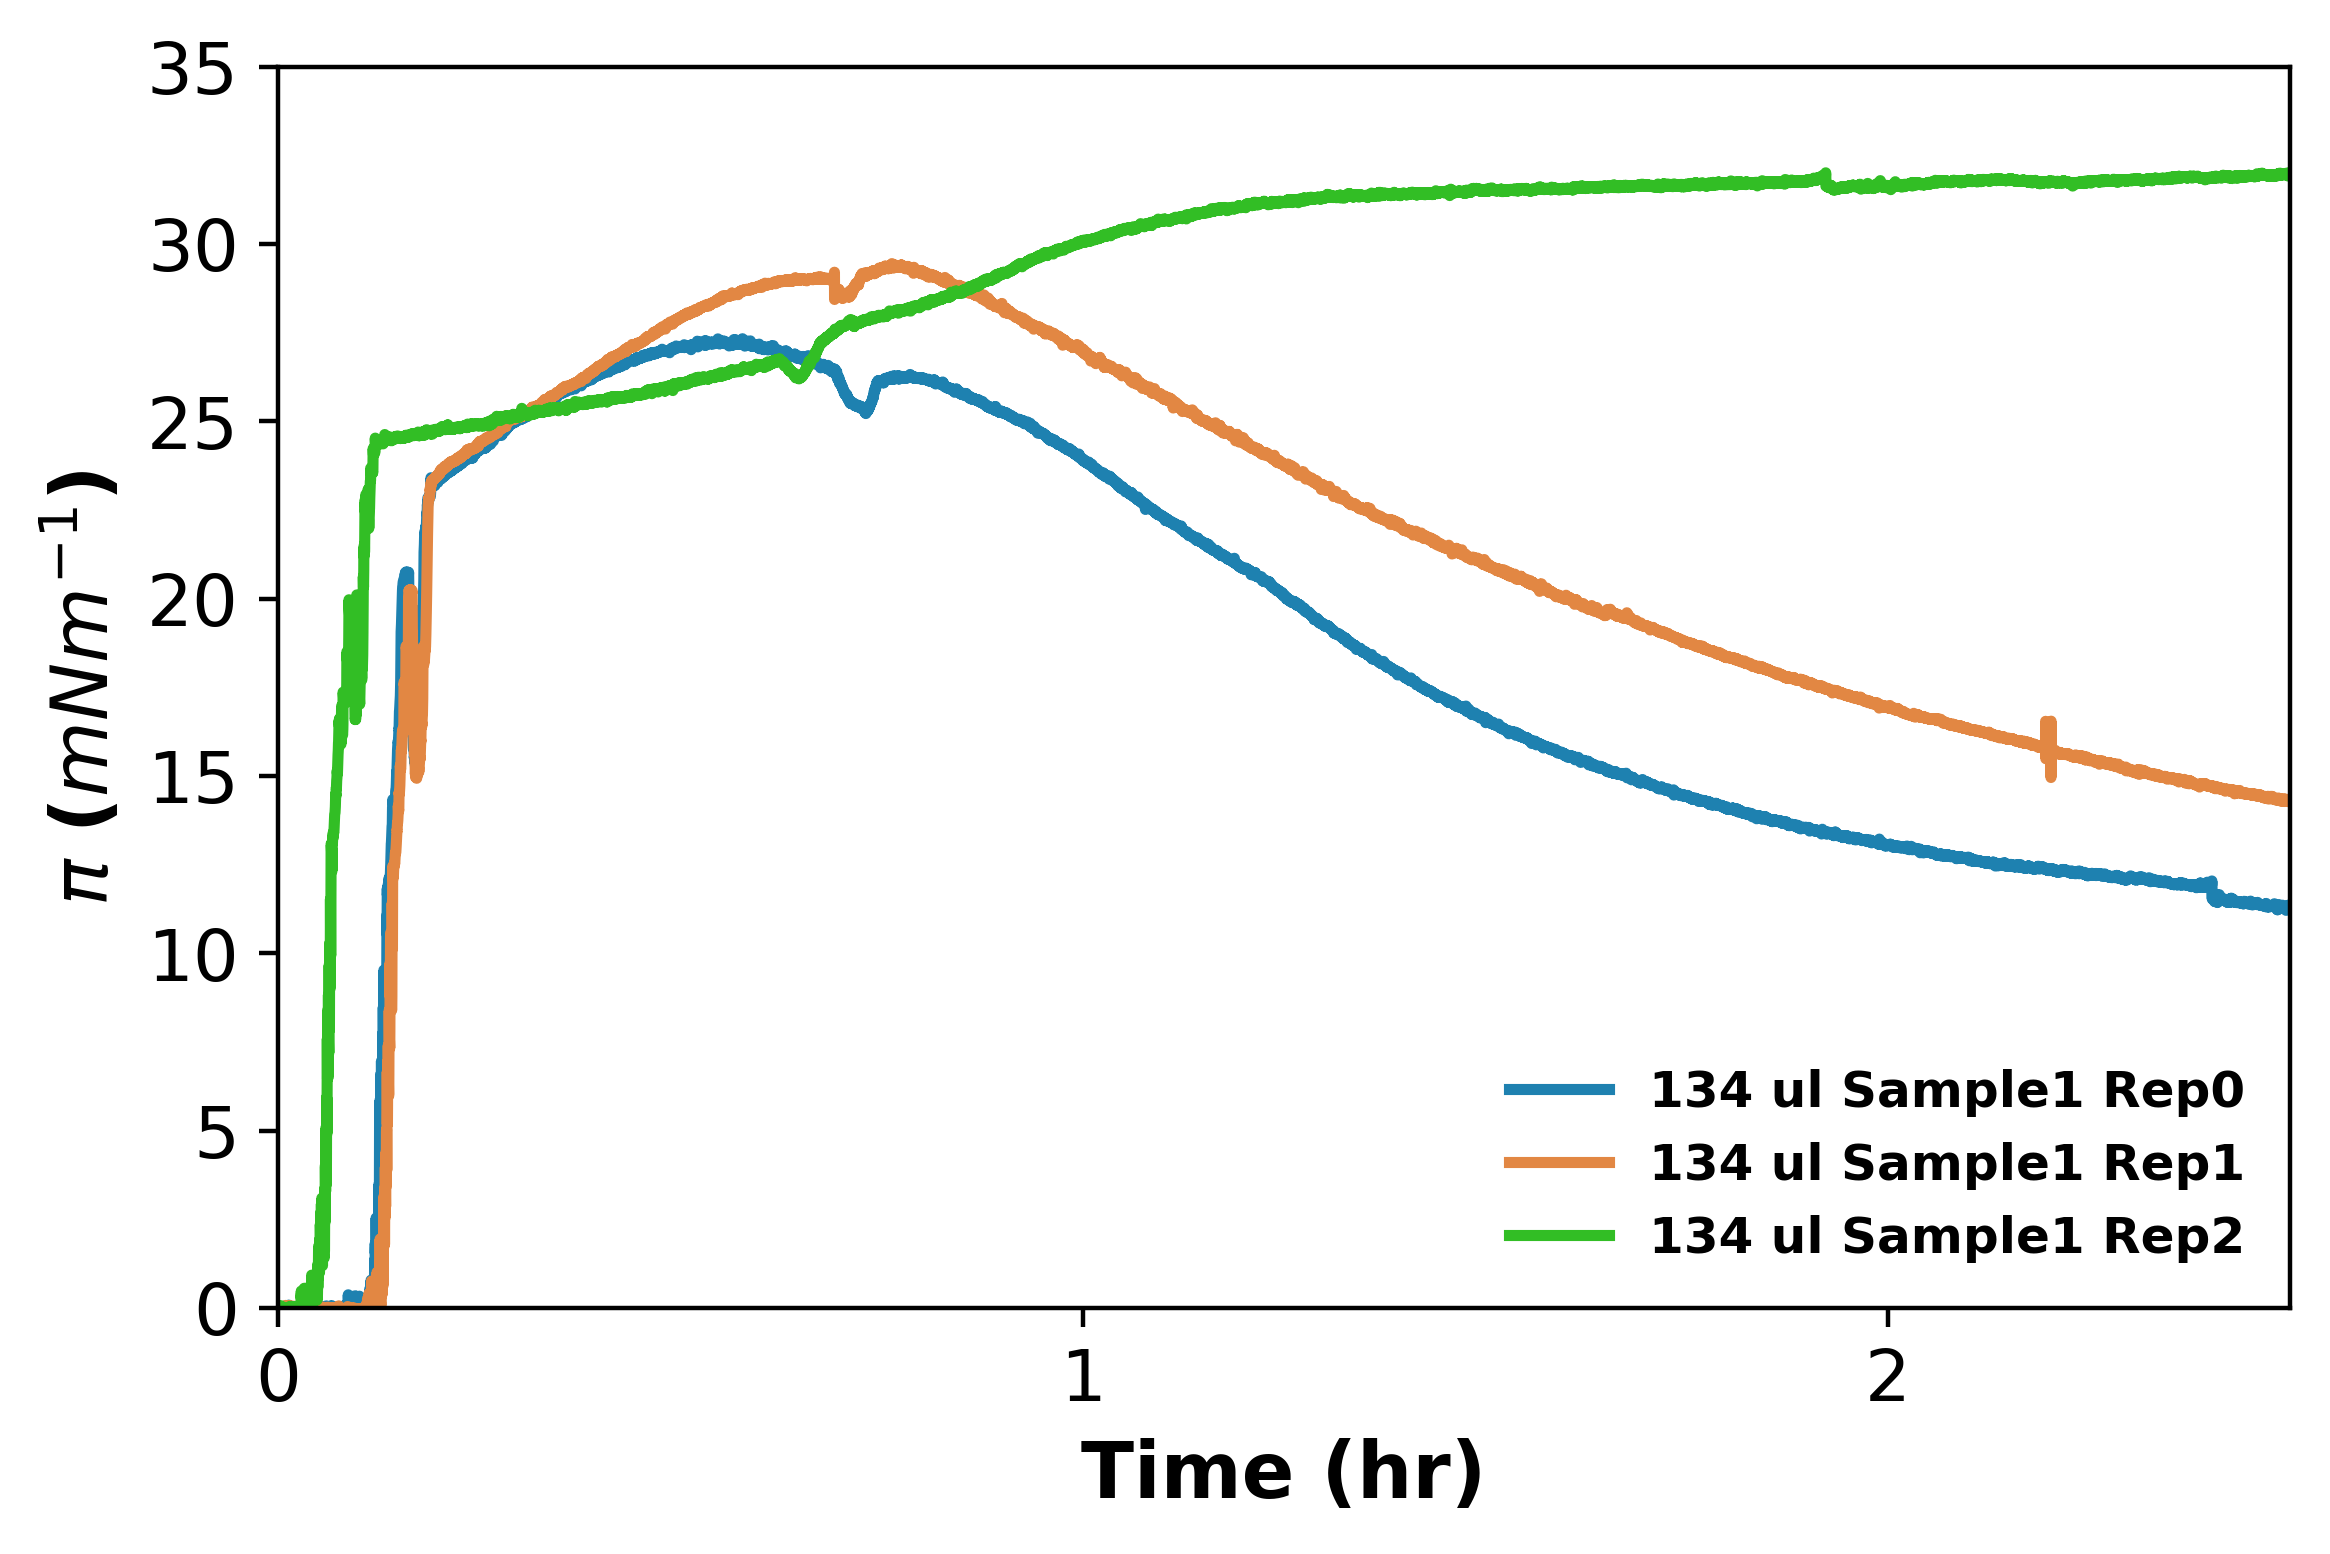 35
30
25
20
15
10
5
0
π (mNm⁻¹)
134 ul Sample1 Rep0
134 ul Sample1 Rep1
134 ul Sample1 Rep2
0 1 2
Time (hr)